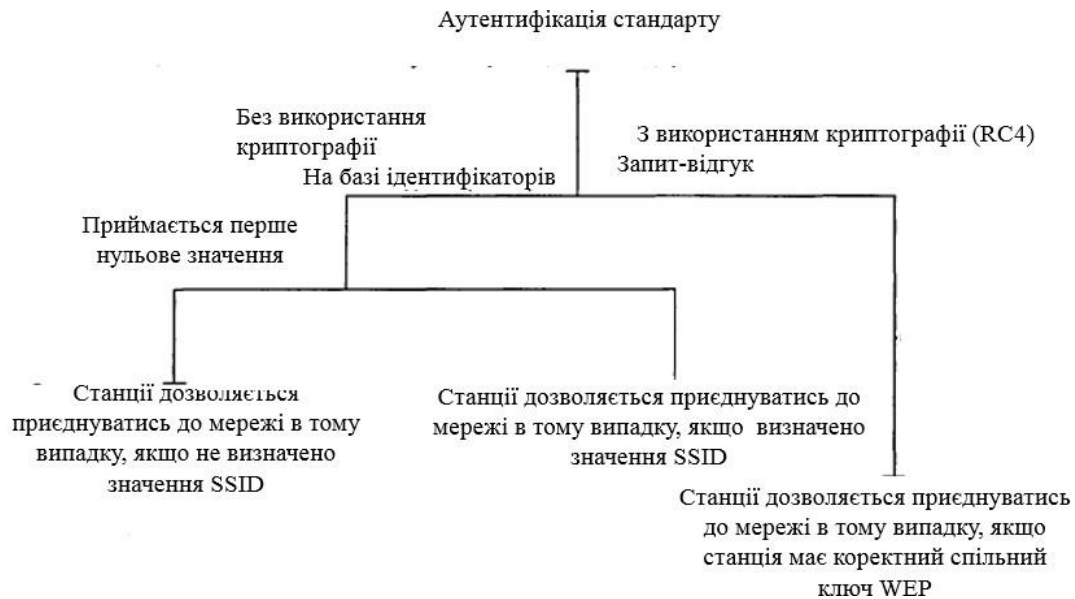 Аутентифікація стандарту
Без використання
криптографії
На базі ідентифікаторів
З використанням криптографії (RC4)
Запит-відгук
Приймається перше
нульове значення
Станції дозволяється
приєднуватись до мережі в тому
випадку, якщо не визначено
значення SSID
Станції дозволяється приєднуватись до
мережі в тому випадку, якщо визначено
значення SSID
Станції дозволяється приєднуватись
до мережі в тому випадку, якщо
станція має коректний спільний
ключ WEP